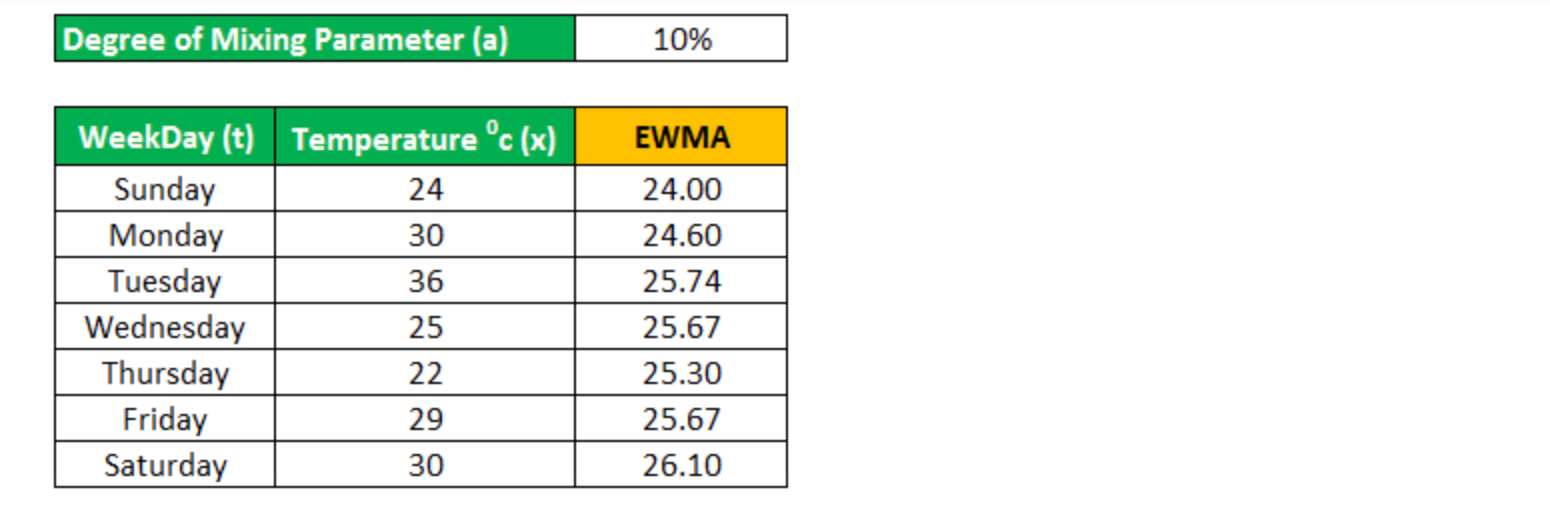 Degree of Mixing Parameter (a) 10%
WeekDay (t) Temperature ⁰c (x) EWMA
Sunday 24 24.00
Monday 30 24.60
Tuesday 36 25.74
Wednesday 25 25.67
Thursday 22 25.30
Friday 29 25.67
Saturday 30 26.10